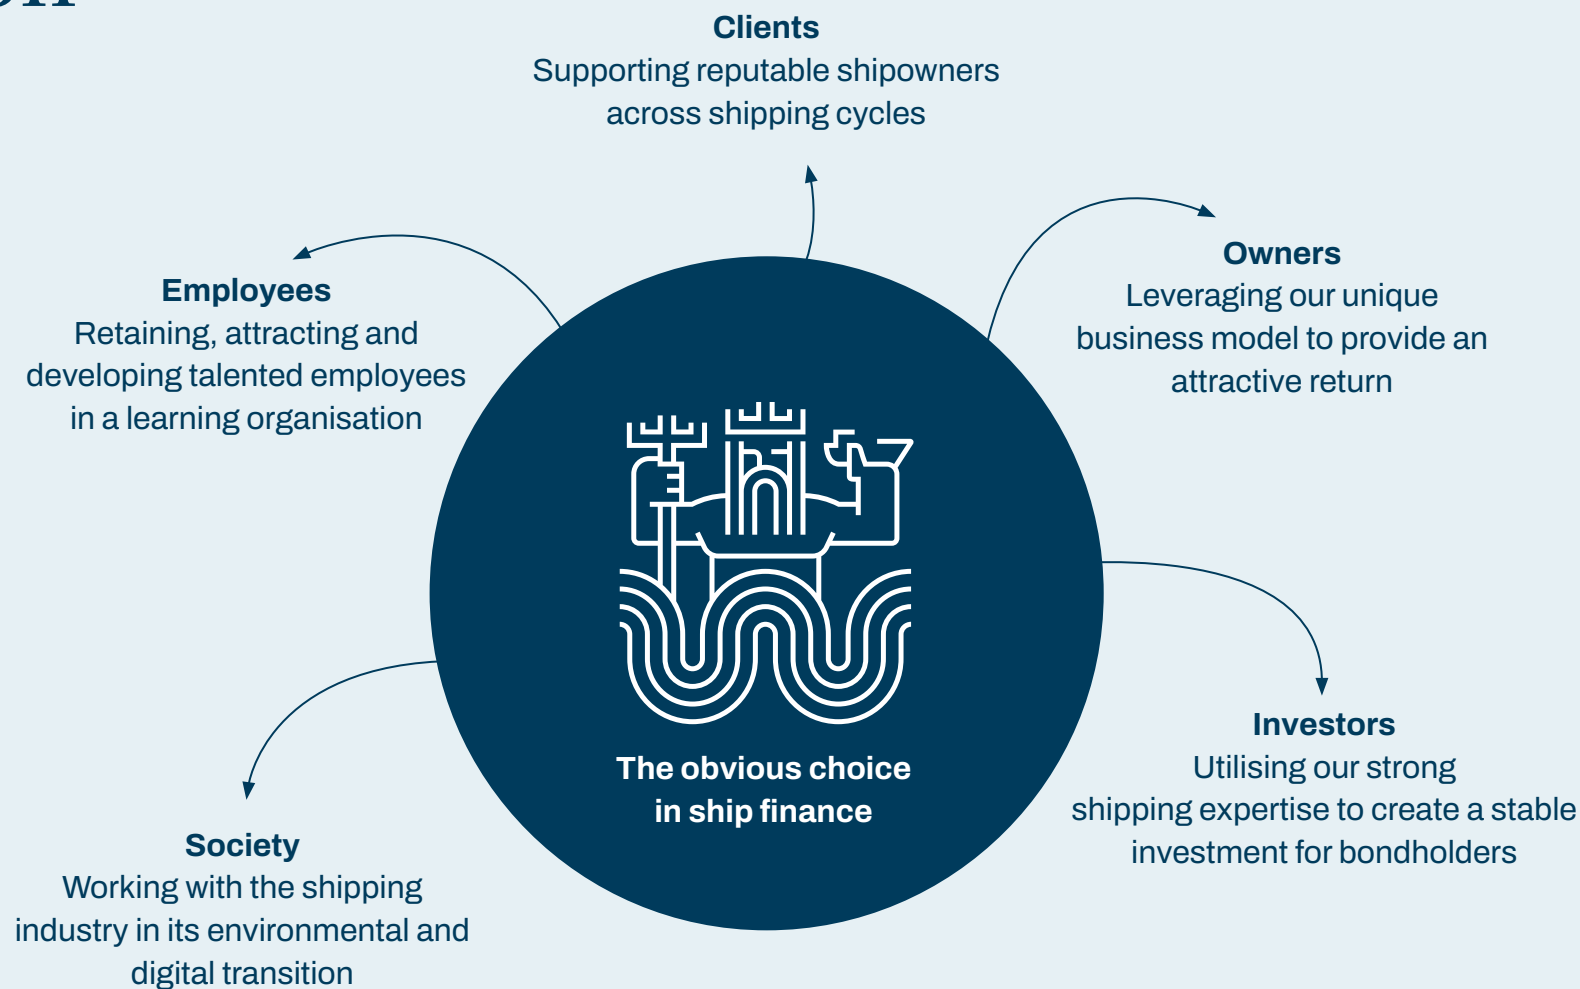 Clients
Supporting reputable shipowners
across shipping cycles
Employees
Retaining, attracting and
developing talented employees
in a learning organisation
Owners
Leveraging our unique
business model to provide an
attractive return
The obvious choice
in ship finance
Investors
Utilising our strong
shipping expertise to create a stable
investment for bondholders
Society
Working with the shipping
industry in its environmental and
digital transition